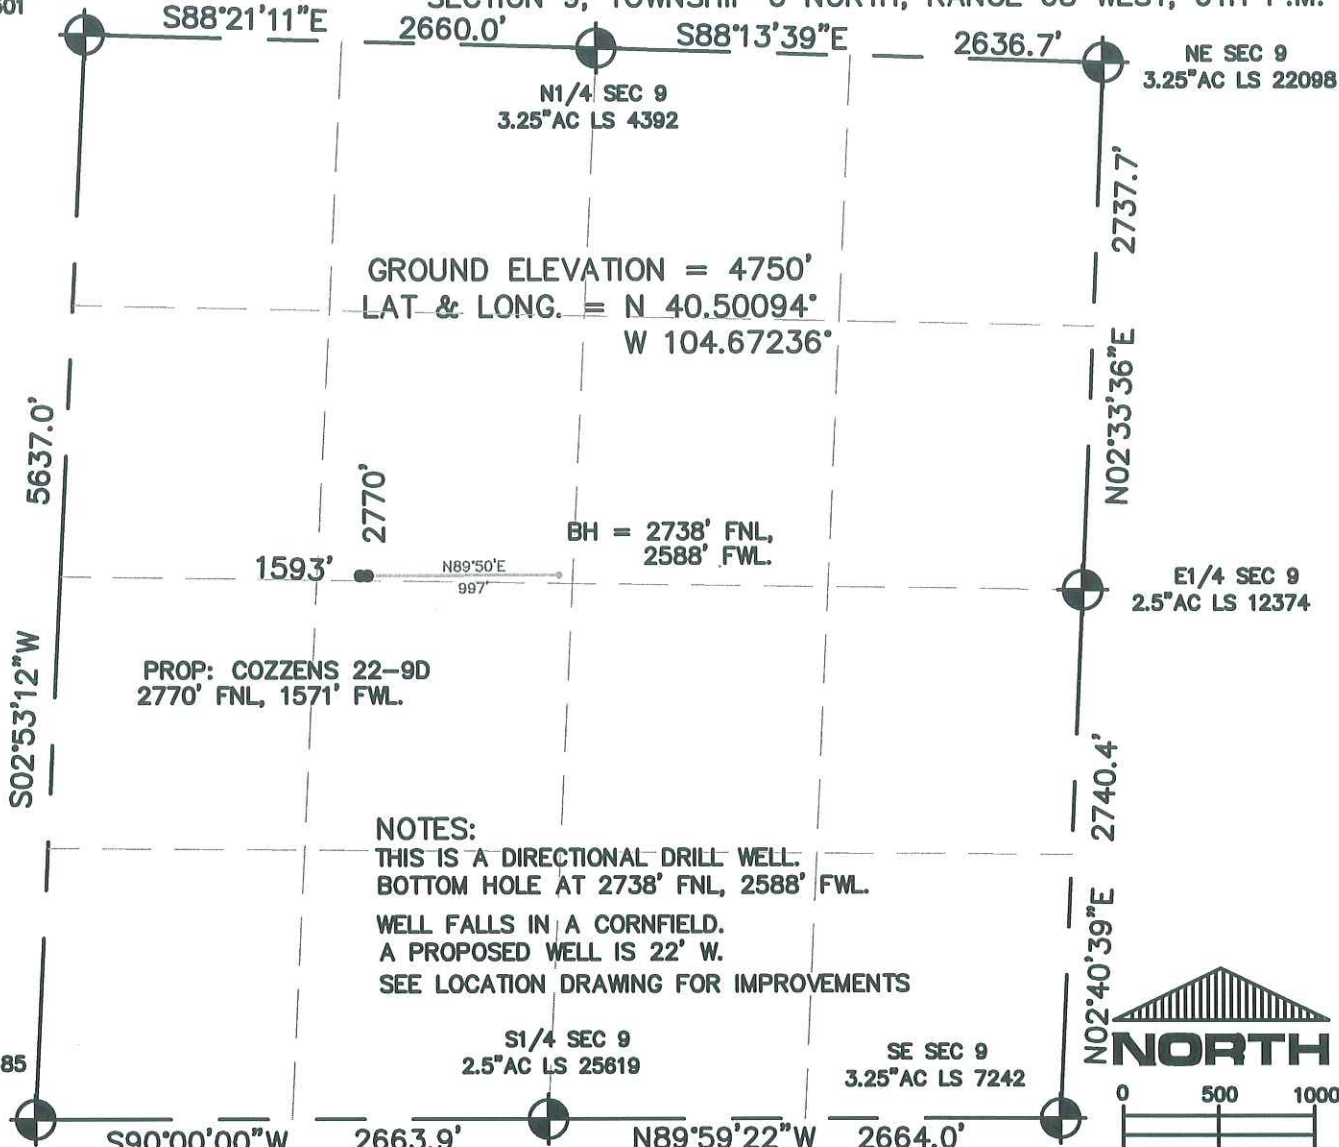 S88°21'11"E
2660.0'
S88°13'39"E
2636.7'
NE SEC 9
3.25"AC LS 22098
N1/4 SEC 9
3.25"AC LS 4392
2737.7'
GROUND ELEVATION = 4750'
LAT & LONG. = N 40.50094°
W 104.67236°
N02°33'36"E
5637.0'
2770'
BH = 2738' FNL,
2588' FWL.
1593'
N89°50'E
997'
E1/4 SEC 9
2.5"AC LS 12374
S02°53'12"W
PROP: COZZENS 22-9D
2770' FNL, 1571' FWL.
2740.4'
NOTES:
THIS IS A DIRECTIONAL DRILL WELL.
BOTTOM HOLE AT 2738' FNL, 2588' FWL.
WELL FALLS IN A CORNFIELD.
A PROPOSED WELL IS 22' W.
SEE LOCATION DRAWING FOR IMPROVEMENTS
N02°40'39"E
S1/4 SEC 9
2.5"AC LS 25619
SE SEC 9
3.25"AC LS 7242
NORTH
85
0 500 1000
S90°00'00"W
2663.9'
N89°59'22"W
2664.0'